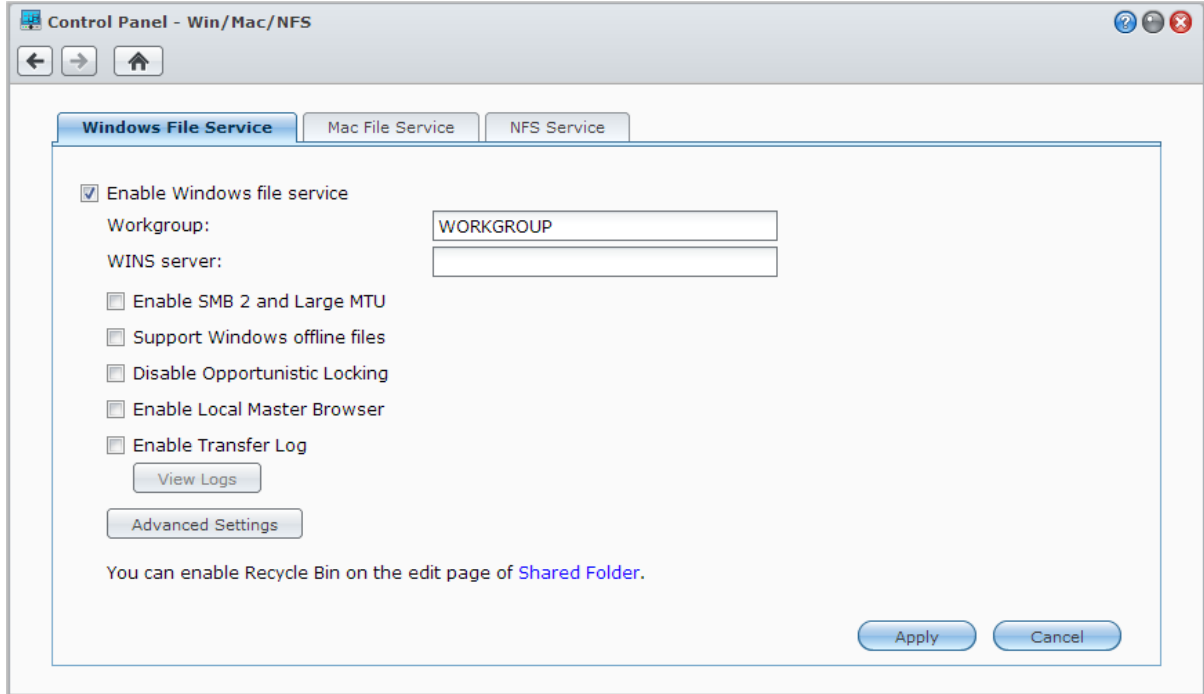 Control Panel - Win/Mac/NFS
Windows File Service Mac File Service NFS Service
Enable Windows file service
Workgroup: WORKGROUP
WINS server:
Enable SMB 2 and Large MTU
Support Windows offline files
Disable Opportunistic Locking
Enable Local Master Browser
Enable Transfer Log
View Logs
Advanced Settings
You can enable Recycle Bin on the edit page of Shared Folder.
Apply Cancel